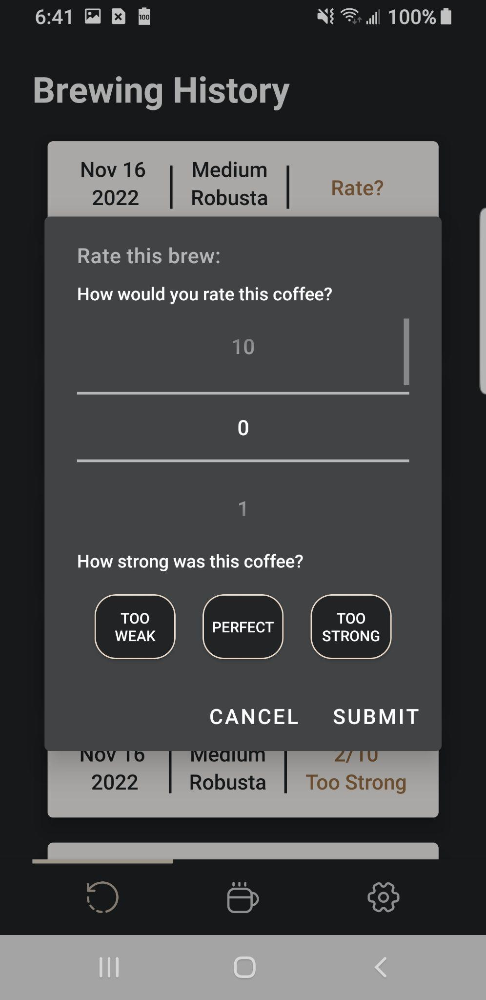 6:41
100
100%
Brewing History
Nov 16
2022
Medium
Robusta
Rate?
Rate this brew:
How would you rate this coffee?
10
0
1
How strong was this coffee?
TOO
WEAK
PERFECT
TOO
STRONG
CANCEL
SUBMIT
Nov 16
2022
Medium
Robusta
2/10
Too Strong